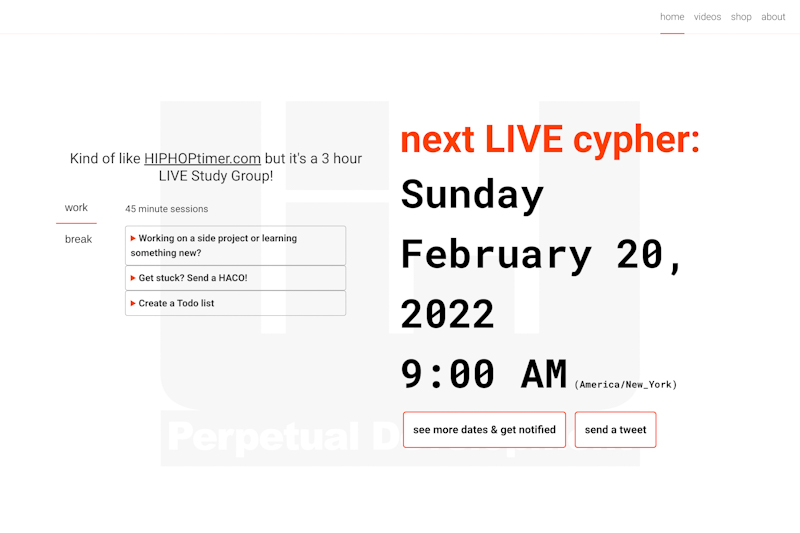 home videos shop about
Kind of like HIPHOPtimer.com but it's a 3 hour
LIVE Study Group!
work
45 minute sessions
break
▶ Working on a side project or learning
something new?
▶ Get stuck? Send a HACO!
▶ Create a Todo list
next LIVE cypher:
Sunday
February 20,
2022
9:00 AM (America/New_York)
see more dates & get notified
send a tweet
Perpetual D